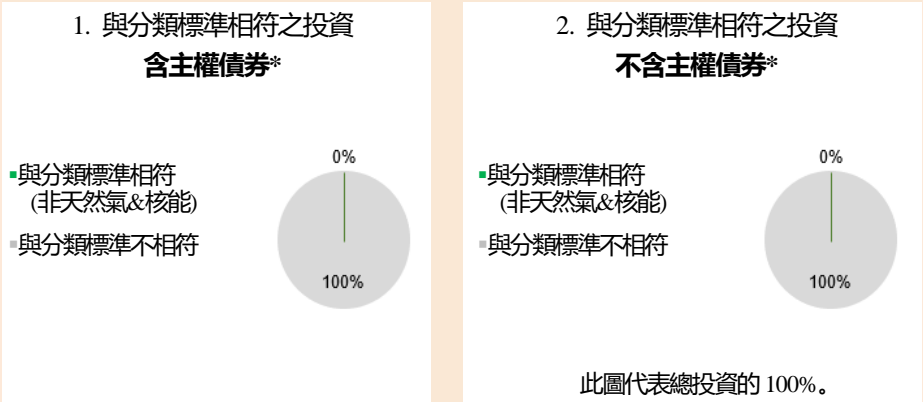 1. 與分類標準相符之投資
含主權債券*
▪與分類標準相符
(非天然氣&核能)
▪與分類標準不相符
0%
100%
2. 與分類標準相符之投資
不含主權債券*
▪與分類標準相符
(非天然氣&核能)
▪與分類標準不相符
0%
100%
此圖代表總投資的 100%。